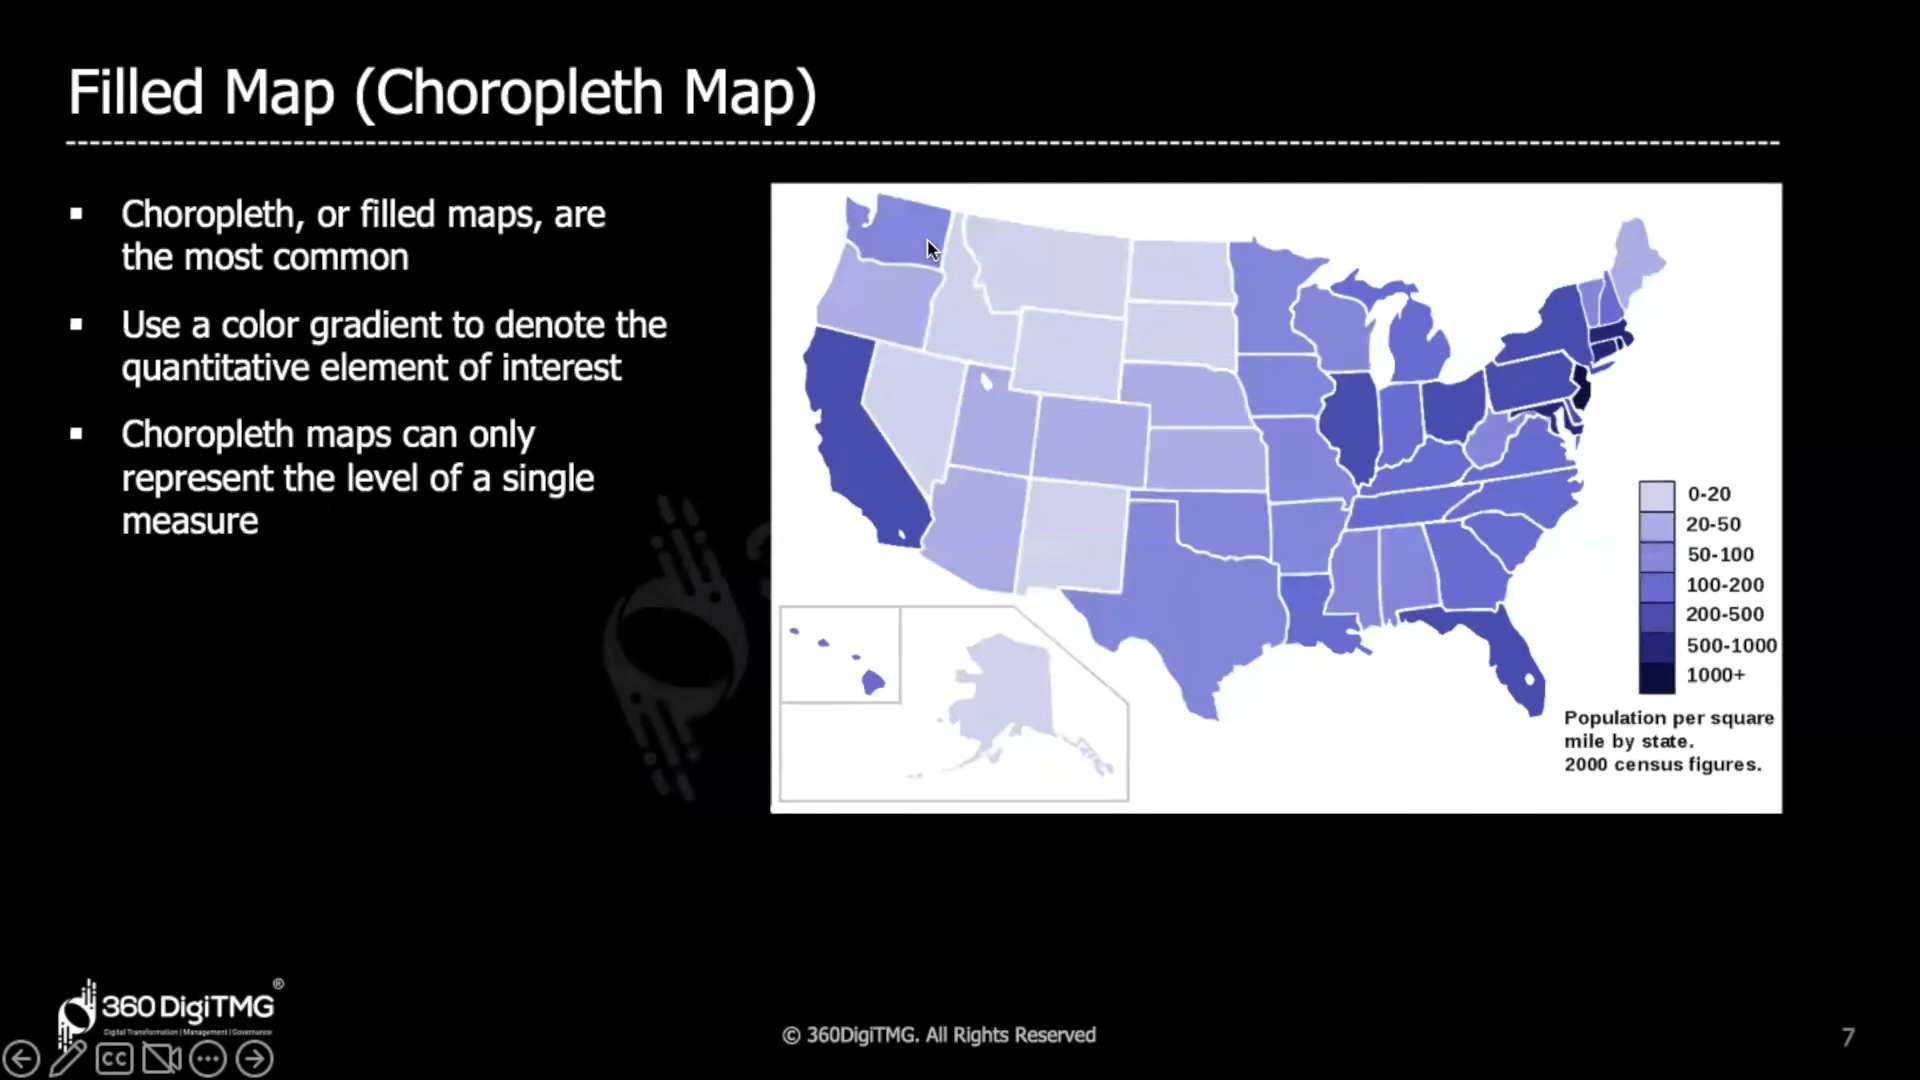 Filled Map (Choropleth Map)
▪ Choropleth, or filled maps, are
the most common
▪ Use a color gradient to denote the
quantitative element of interest
▪ Choropleth maps can only
represent the level of a single
measure
0-20
20-50
50-100
100-200
200-500
500-1000
1000+
Population per square
mile by state.
2000 census figures.
360 DigiTMG ®
Digital Transformation | Management | Governance
CC
© 360DigiTMG. All Rights Reserved
7